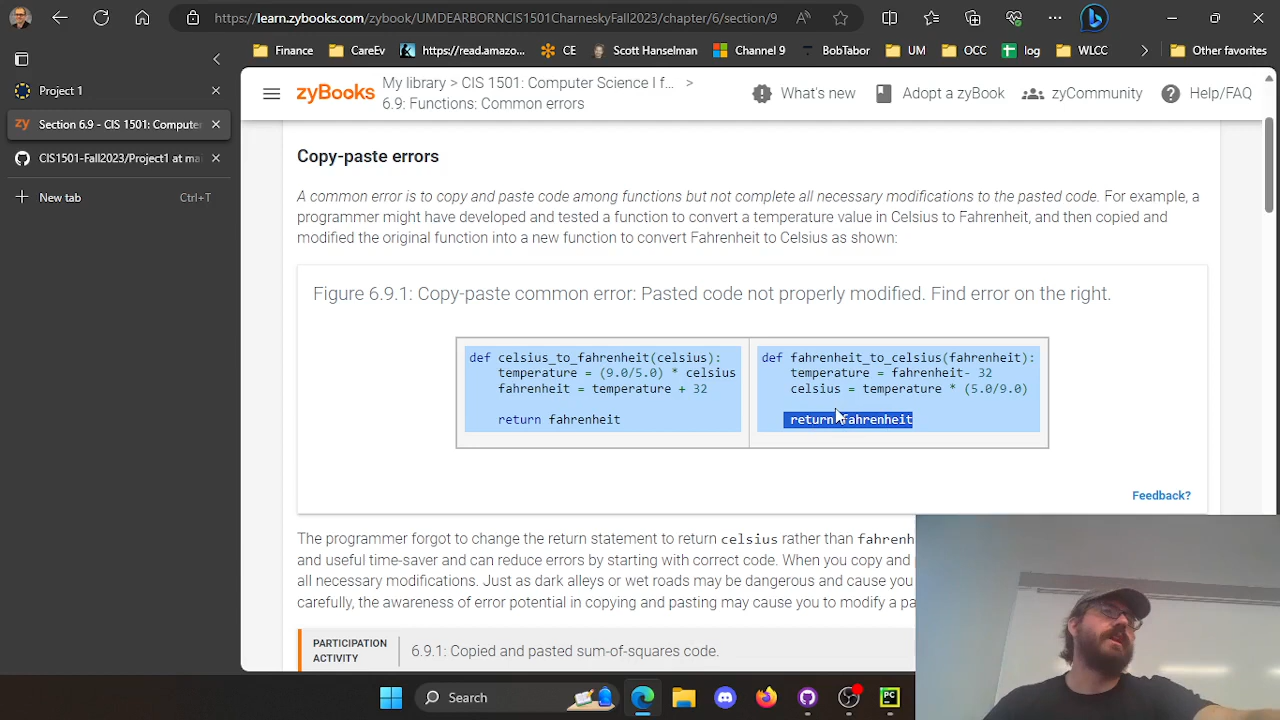 https://learn.zybooks.com/zybook/UMDERBORNCIS1501CharneskyFall2023/chapter/6/section/9
Finance
CareEv
https://read.amazo...
CE
Scott Hanselman
Channel 9
BobTabor
UM
OCC
log
WLCC
Other favorites
Project 1
zy Section 6.9 - CIS 1501: Compute
CIS1501-Fall2023/Project1 at ma
New tab Ctrl+T
zyBooks
My library > CIS 1501: Computer Science I f... >
6.9: Functions: Common errors
What's new
Adopt a zyBook
zyCommunity
Help/FAQ
Copy-paste errors
A common error is to copy and paste code among functions but not complete all necessary modifications to the pasted code. For example, a
programmer might have developed and tested a function to convert a temperature value in Celsius to Fahrenheit, and then copied and
modified the original function into a new function to convert Fahrenheit to Celsius as shown:
Figure 6.9.1: Copy-paste common error: Pasted code not properly modified. Find error on the right.
def celsius_to_fahrenheit(celsius):
temperature = (9.0/5.0) * celsius
fahrenheit = temperature + 32
return fahrenheit
def fahrenheit_to_celsius(fahrenheit):
temperature = fahrenheit- 32
celsius = temperature * (5.0/9.0)
return fahrenheit
Feedback?
The programmer forgot to change the return statement to return celsius rather than fahrenh
and useful time-saver and can reduce errors by starting with correct code. When you copy and
all necessary modifications. Just as dark alleys or wet roads may be dangerous and cause you
carefully, the awareness of error potential in copying and pasting may cause you to modify a pa
PARTICIPATION
ACTIVITY
6.9.1: Copied and pasted sum-of-squares code.
Search
PC